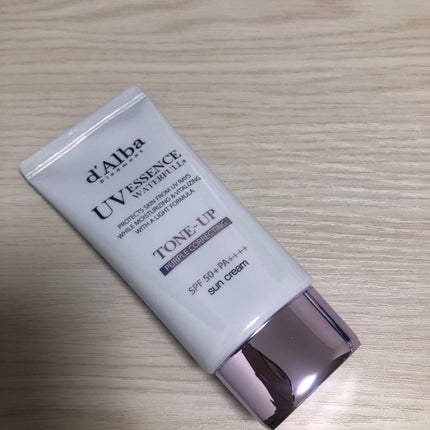 d'Alba
piedmont
UV ESSENCE
WATERFULL
PROTECTS SKIN FROM UV RAYS
WHILE MOISTURIZING & VITALIZING
WITH A LIGHT FORMULA
TONE-UP
PURPLE CORRECTING
SPF 50+PA++++
sun cream